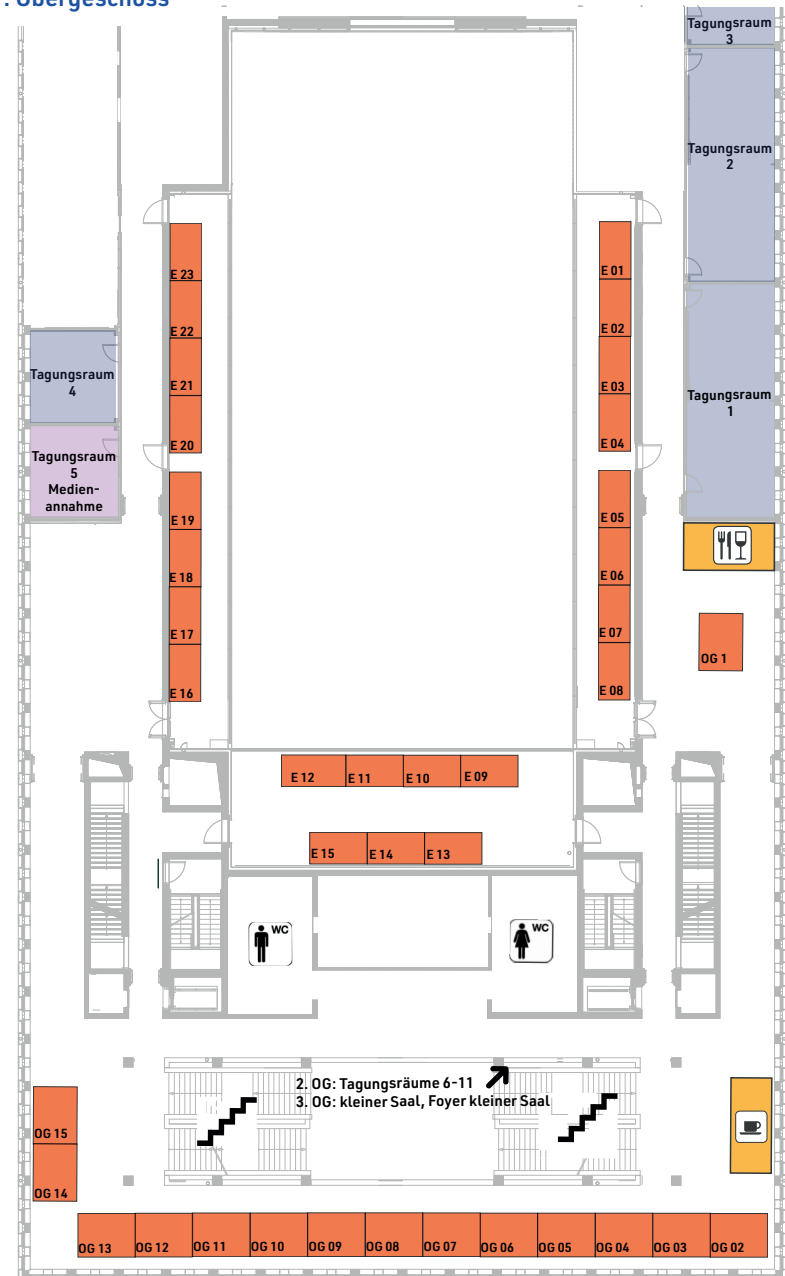 . Obergeschoss
Tagungsraum
3
Tagungsraum
2
E 23
E 01
E 22
E 02
Tagungsraum
4
E 21
E 03
Tagungsraum
1
E 20
E 04
Tagungsraum
5
Medien-
annahme
E 19
E 05
E 18
E 06
E 17
E 07
OG 1
E 16
E 08
E 12
E 11
E 10
E 09
E 15
E 14
E 13
WC
WC
2. OG: Tagungsräume 6-11
3. OG: kleiner Saal, Foyer kleiner Saal
OG 15
OG 14
OG 13
OG 12
OG 11
OG 10
OG 09
OG 08
OG 07
OG 06
OG 05
OG 04
OG 03
OG 02